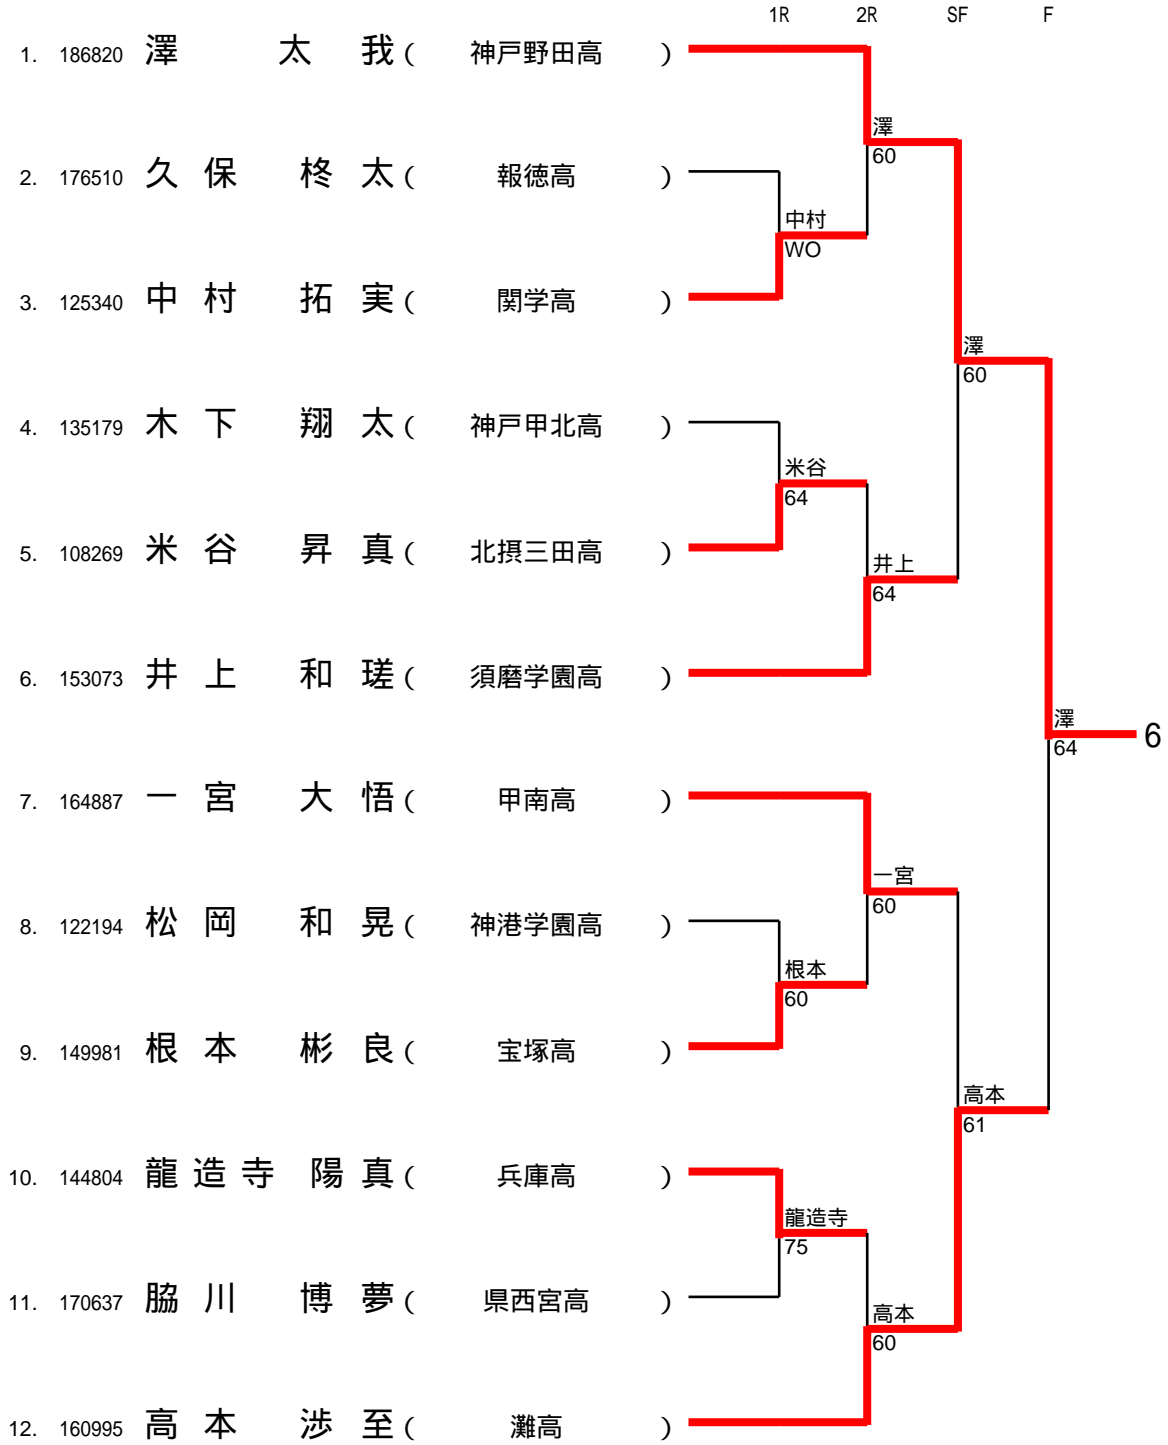 1R 2R SF F
1. 186820 澤 太 我 ( 神戸野田高 )
澤
60
2. 176510 久 保 柊 太 ( 報徳高 )
中村
WO
3. 125340 中 村 拓 実 ( 関学高 )
澤
60
4. 135179 木 下 翔 太 ( 神戸甲北高 )
米谷
64
5. 108269 米 谷 昇 真 ( 北摂三田高 )
井上
64
6. 153073 井 上 和 瑳 ( 須磨学園高 )
澤
64
6
7. 164887 一 宮 大 悟 ( 甲南高 )
一宮
60
8. 122194 松 岡 和 晃 ( 神港学園高 )
根本
60
9. 149981 根 本 彬 良 ( 宝塚高 )
高本
61
10. 144804 龍 造 寺 陽 真 ( 兵庫高 )
龍造寺
75
11. 170637 脇 川 博 夢 ( 県西宮高 )
高本
60
12. 160995 高 本 渉 至 ( 灘高 )